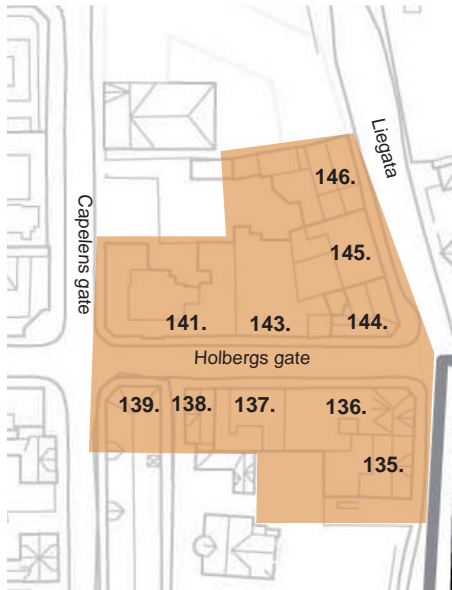 Liegata
146.
Capelens gate
145.
141. 143. 144.
Holbergs gate
139. 138. 137. 136.
135.